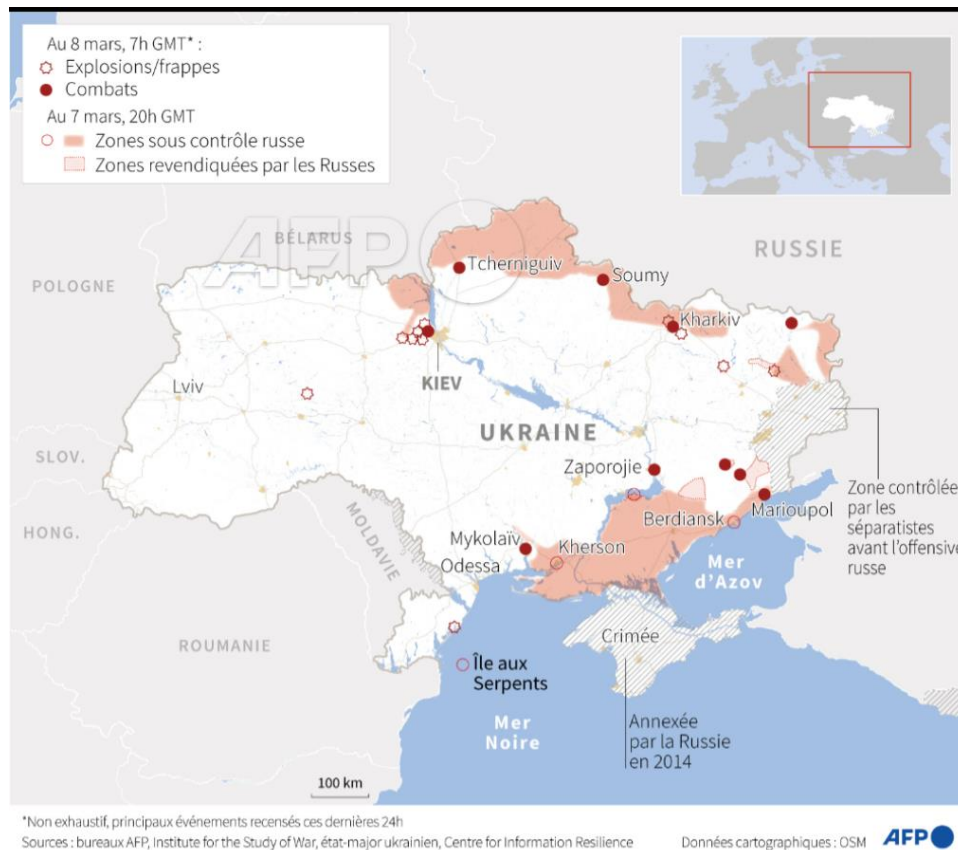 Au 8 mars, 7h GMT* :
Explosions/frappes
Combats
Au 7 mars, 20h GMT
Zones sous contrôle russe
Zones revendiquées par les Russes
AFP
BÉLARUS
RUSSIE
POLOGNE
Tcherniguiv
Soumy
Kharkiv
KIEV
Lviv
UKRAINE
SLOV.
Zaporojie
HONG.
MOLDAVIE
Zone contrôlée
par les
séparatistes
avant l'offensive
russe
Marioupol
Berdiansk
Mykolaïv
Kherson
Odessa
Mer
d'Azov
ROUMANIE
Crimée
Île aux
Serpents
Mer
Noire
Annexée
par la Russie
en 2014
100 km
*Non exhaustif, principaux événements recensés ces dernières 24h
Sources : bureaux AFP, Institute for the Study of War, état-major ukrainien, Centre for Information Resilience
Données cartographiques : OSM
AFP